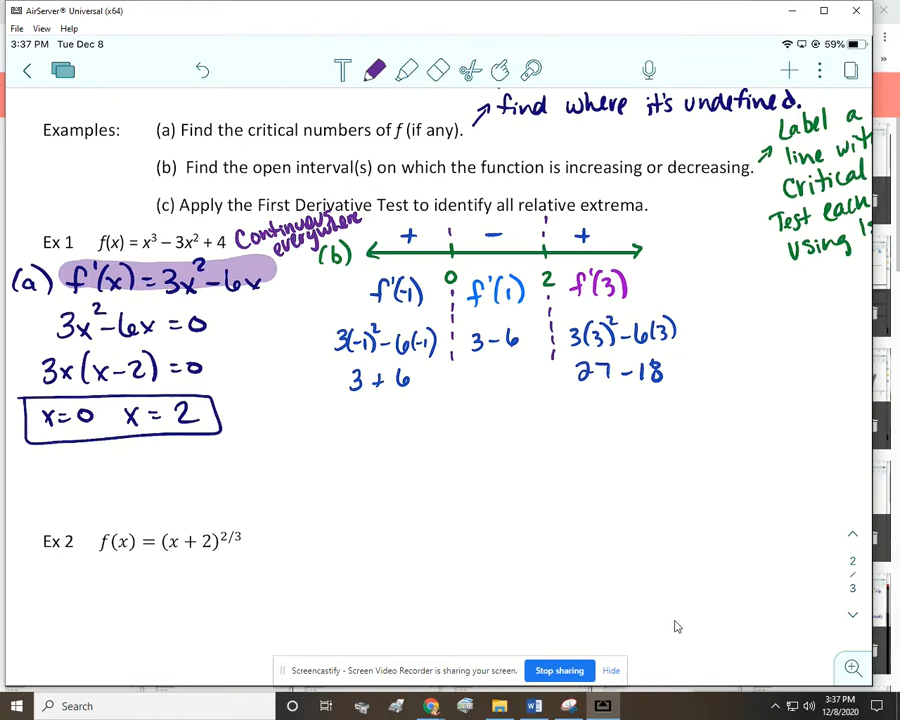 AirServer® Universal (x64)
File View Help
3:37 PM Tue Dec 8
59%
T
→ find where it's undefined.
Examples: (a) Find the critical numbers of f (if any).
Label a
line wit
Critical
Test each
using 1s
(b) Find the open interval(s) on which the function is increasing or decreasing.
(c) Apply the First Derivative Test to identify all relative extrema.
Ex 1 f(x) = x³ – 3x² + 4
Continuous
everywhere
(b)
+ - +
0 2
(a) f'(x) = 3x² - 6x
f'(-1) f'(1) f'(3)
3x² - 6x = 0
3(-1)² - 6(-1) 3 - 6 3(3)² - 6(3)
3x(x - 2) = 0
3 + 6 27 - 18
x = 0 x = 2
Ex 2 f(x) = (x + 2)^2/3
2
/
3
Screencastify - Screen Video Recorder is sharing your screen.
Stop sharing
Hide
Search
3:37 PM
12/8/2020